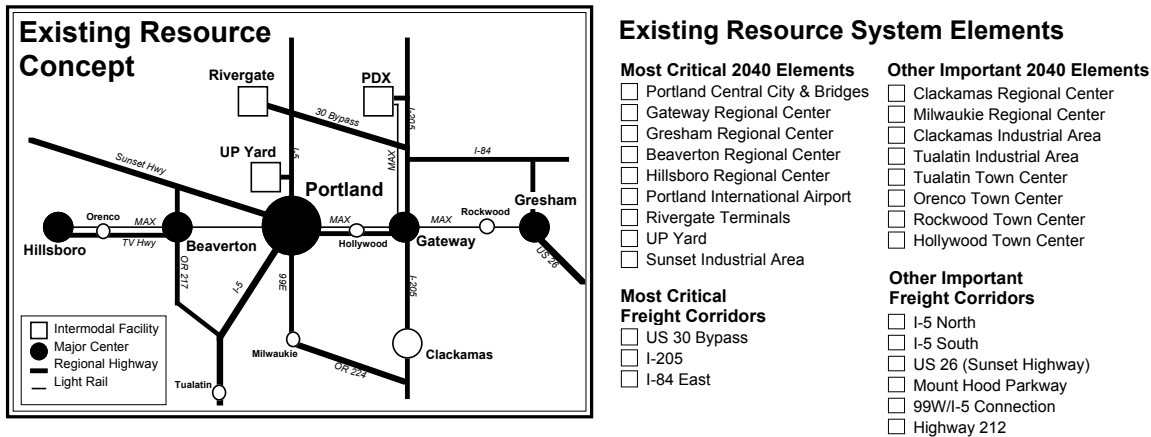 Existing Resource
Concept
Rivergate
PDX
30 Bypass
I-205
I-5
MAX
I-84
UP Yard
Sunset Hwy
Portland
Gresham
Orenco
MAX
MAX
MAX
Rockwood
Hollywood
Hillsboro
TV Hwy
Beaverton
Gateway
US 26
OR 217
I-5
99E
I-205
Milwaukie
Clackamas
OR 224
Tualatin
Intermodal Facility
Major Center
Regional Highway
Light Rail
Existing Resource System Elements
Most Critical 2040 Elements
Portland Central City & Bridges
Gateway Regional Center
Gresham Regional Center
Beaverton Regional Center
Hillsboro Regional Center
Portland International Airport
Rivergate Terminals
UP Yard
Sunset Industrial Area
Most Critical
Freight Corridors
US 30 Bypass
I-205
I-84 East
Other Important 2040 Elements
Clackamas Regional Center
Milwaukie Regional Center
Clackamas Industrial Area
Tualatin Industrial Area
Tualatin Town Center
Orenco Town Center
Rockwood Town Center
Hollywood Town Center
Other Important
Freight Corridors
I-5 North
I-5 South
US 26 (Sunset Highway)
Mount Hood Parkway
99W/I-5 Connection
Highway 212